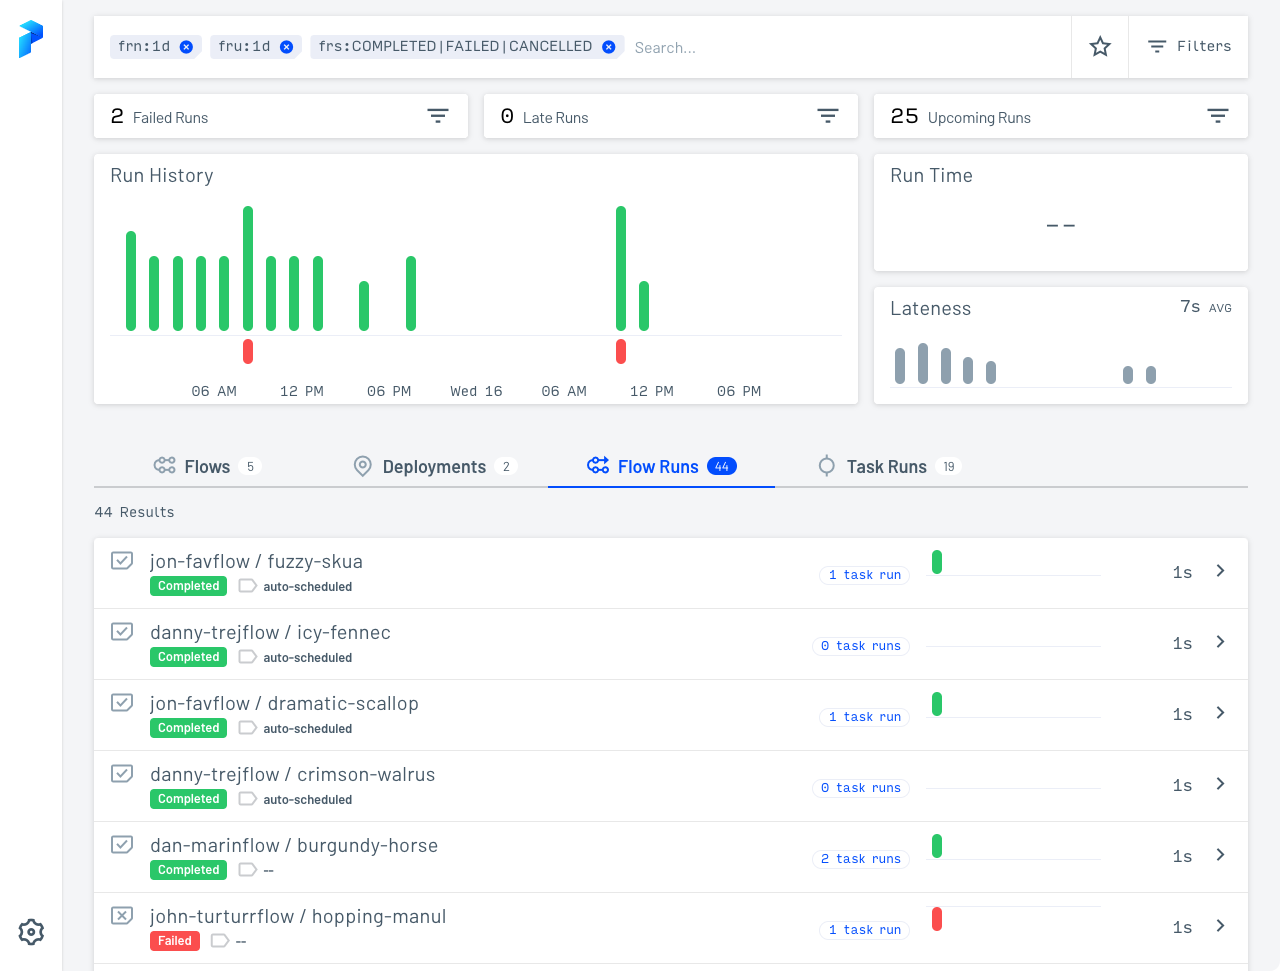 frn:1d fru:1d frs:COMPLETED|FAILED|CANCELLED Search... Filters
2 Failed Runs 0 Late Runs 25 Upcoming Runs
Run History
06 AM 12 PM 06 PM Wed 16 06 AM 12 PM 06 PM
Run Time
--
Lateness 7s AVG
Flows 5 Deployments 2 Flow Runs 44 Task Runs 19
44 Results
jon-favflow / fuzzy-skua
Completed auto-scheduled 1 task run 1s
danny-trejflow / icy-fennec
Completed auto-scheduled 0 task runs 1s
jon-favflow / dramatic-scallop
Completed auto-scheduled 1 task run 1s
danny-trejflow / crimson-walrus
Completed auto-scheduled 0 task runs 1s
dan-marinflow / burgundy-horse
Completed -- 2 task runs 1s
john-turturrflow / hopping-manul
Failed -- 1 task run 1s